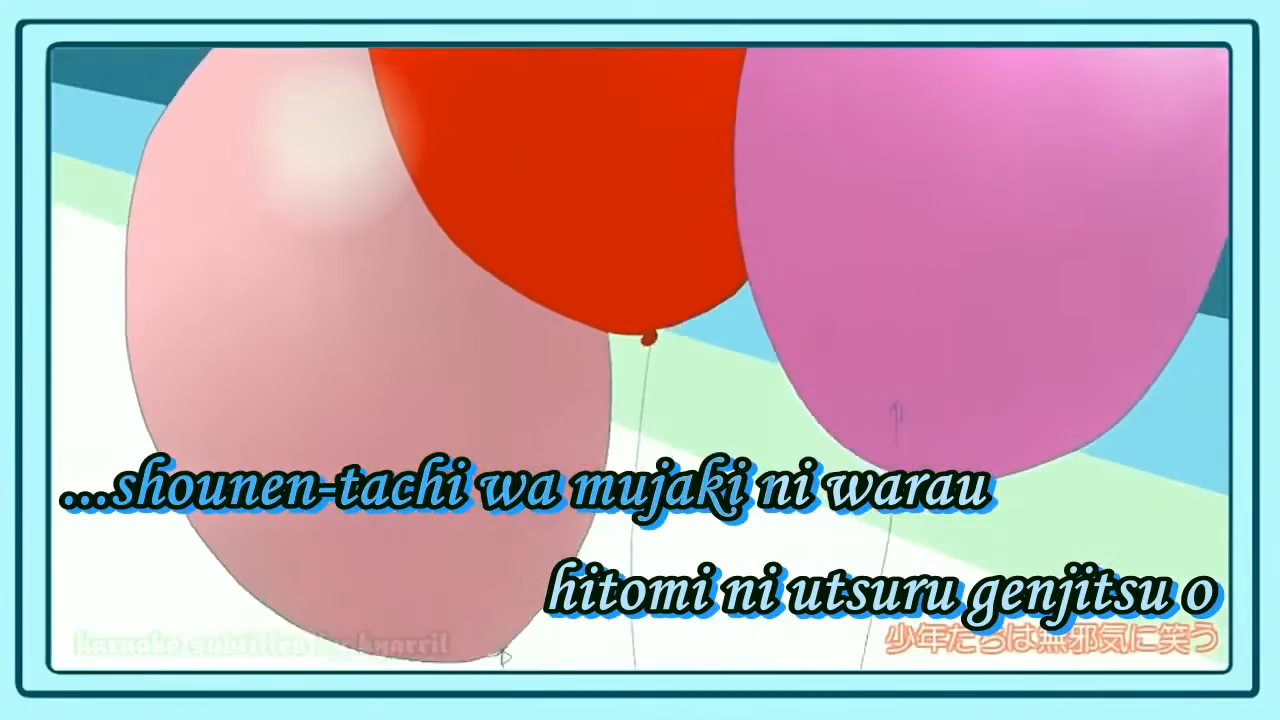 ...shounen-tachi wa mujaki ni warau
hitomi ni utsuru genjitsu o
少年たちは無邪気に笑う